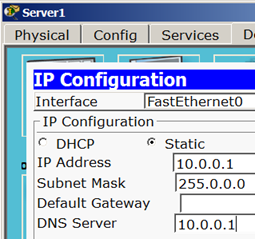 Server1
Physical Config Services
IP Configuration
Interface FastEthernet0
IP Configuration
DHCP Static
IP Address 10.0.0.1
Subnet Mask 255.0.0.0
Default Gateway
DNS Server 10.0.0.1